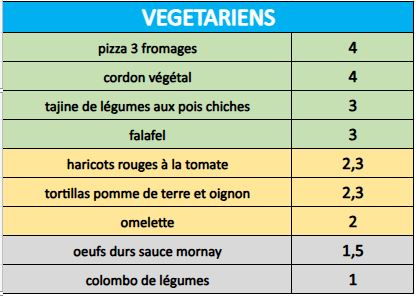 VEGETARIENS
pizza 3 fromages 4
cordon végétal 4
tajine de légumes aux pois chiches 3
falafel 3
haricots rouges à la tomate 2,3
tortillas pomme de terre et oignon 2,3
omelette 2
oeufs durs sauce mornay 1,5
colombo de légumes 1